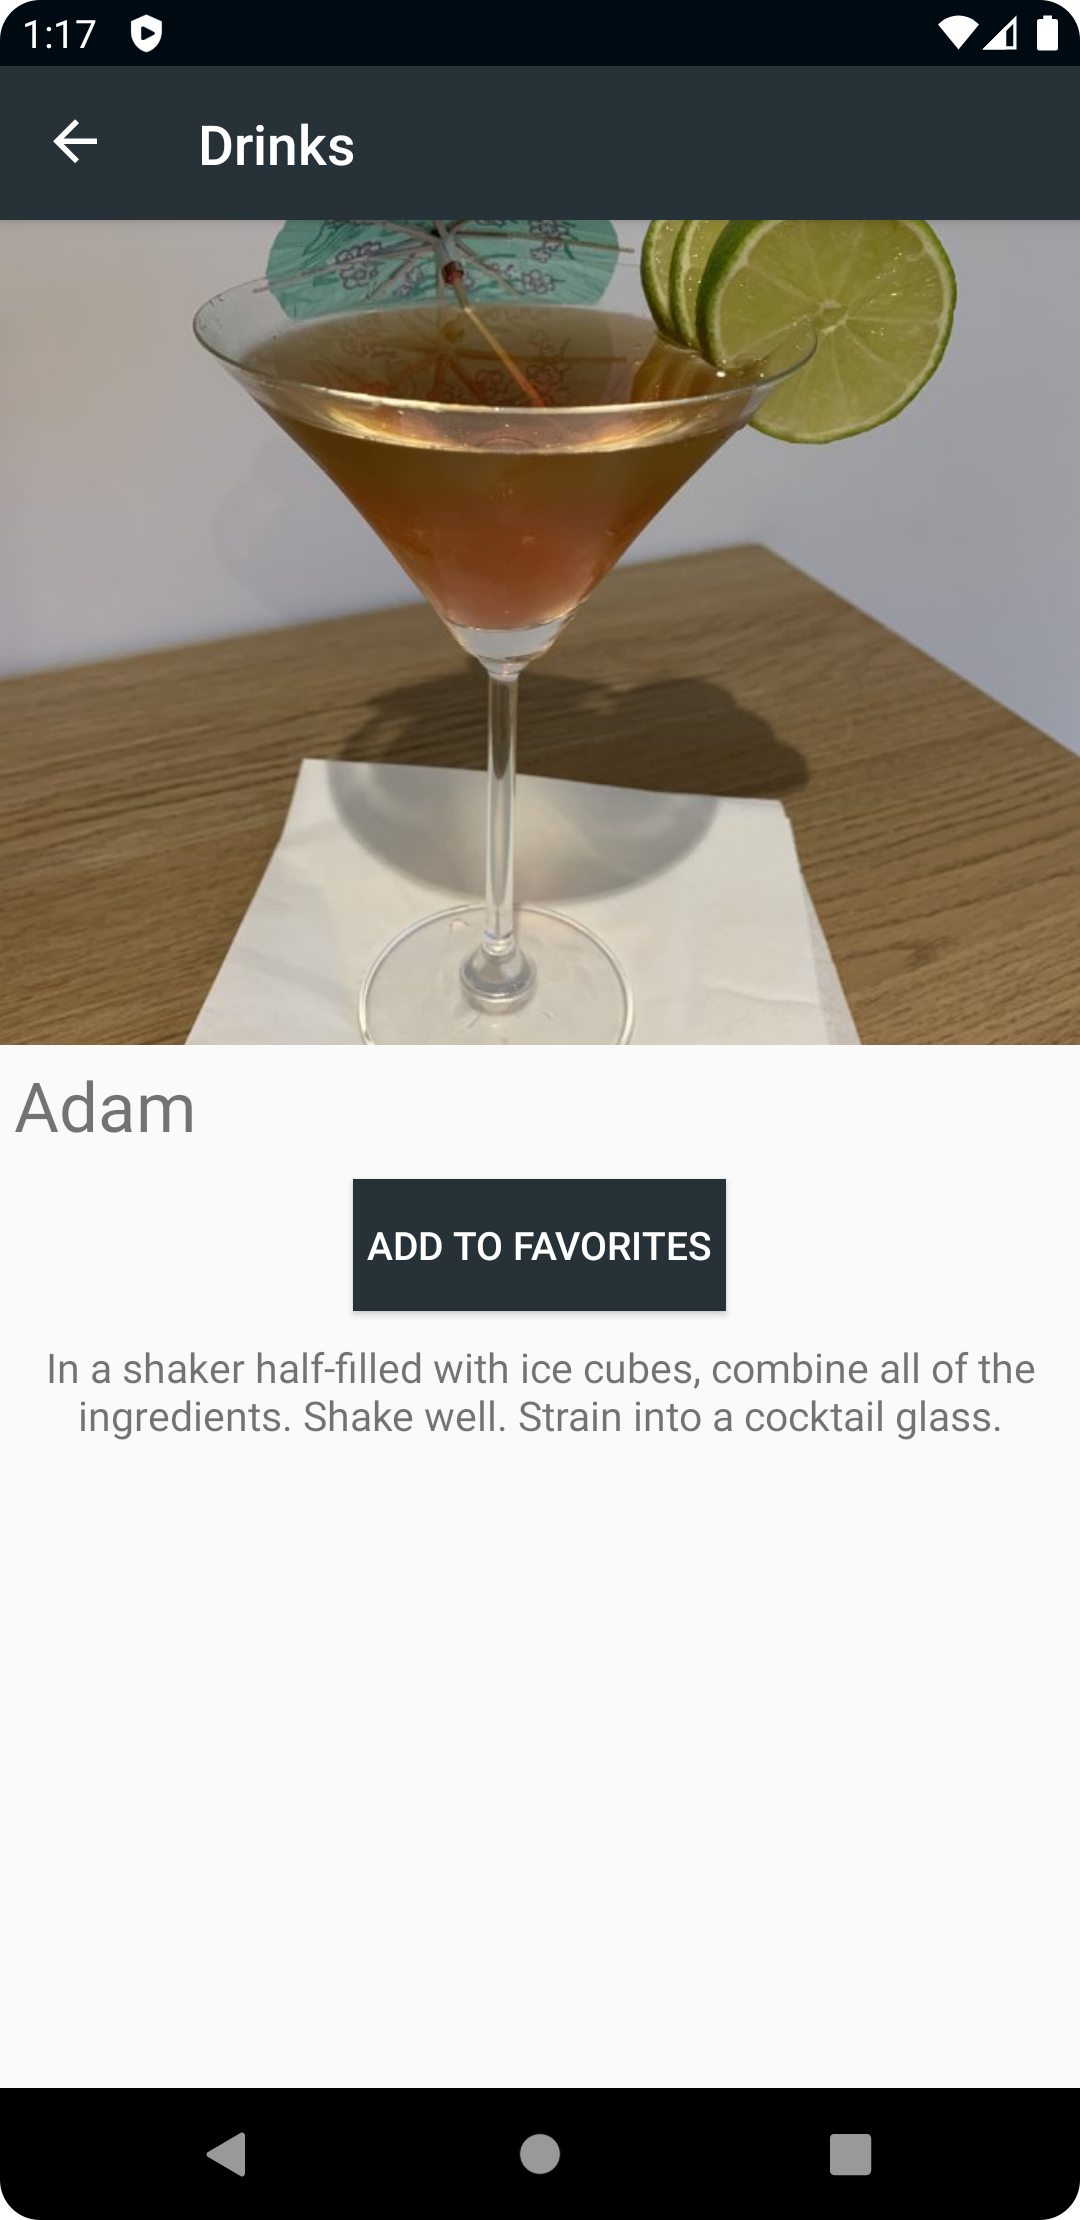 1:17
Drinks
Adam
ADD TO FAVORITES
In a shaker half-filled with ice cubes, combine all of the
ingredients. Shake well. Strain into a cocktail glass.